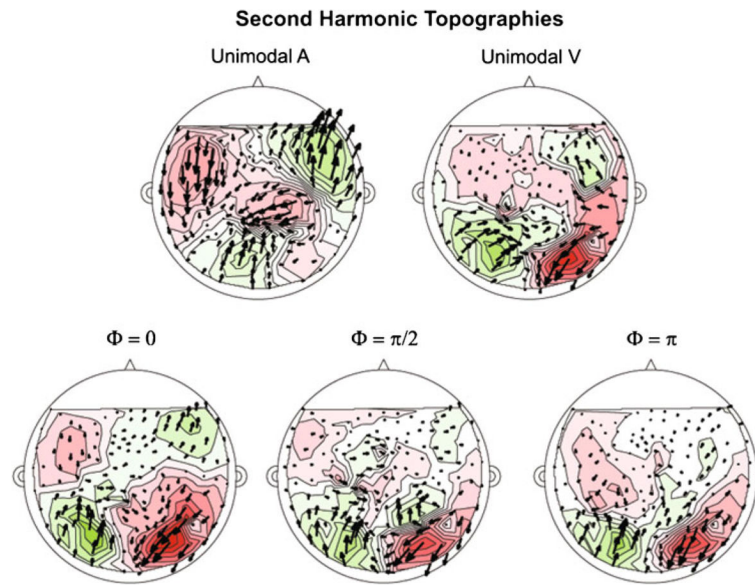 Second Harmonic Topographies
Unimodal A
Unimodal V
Φ = 0
Φ = π/2
Φ = π